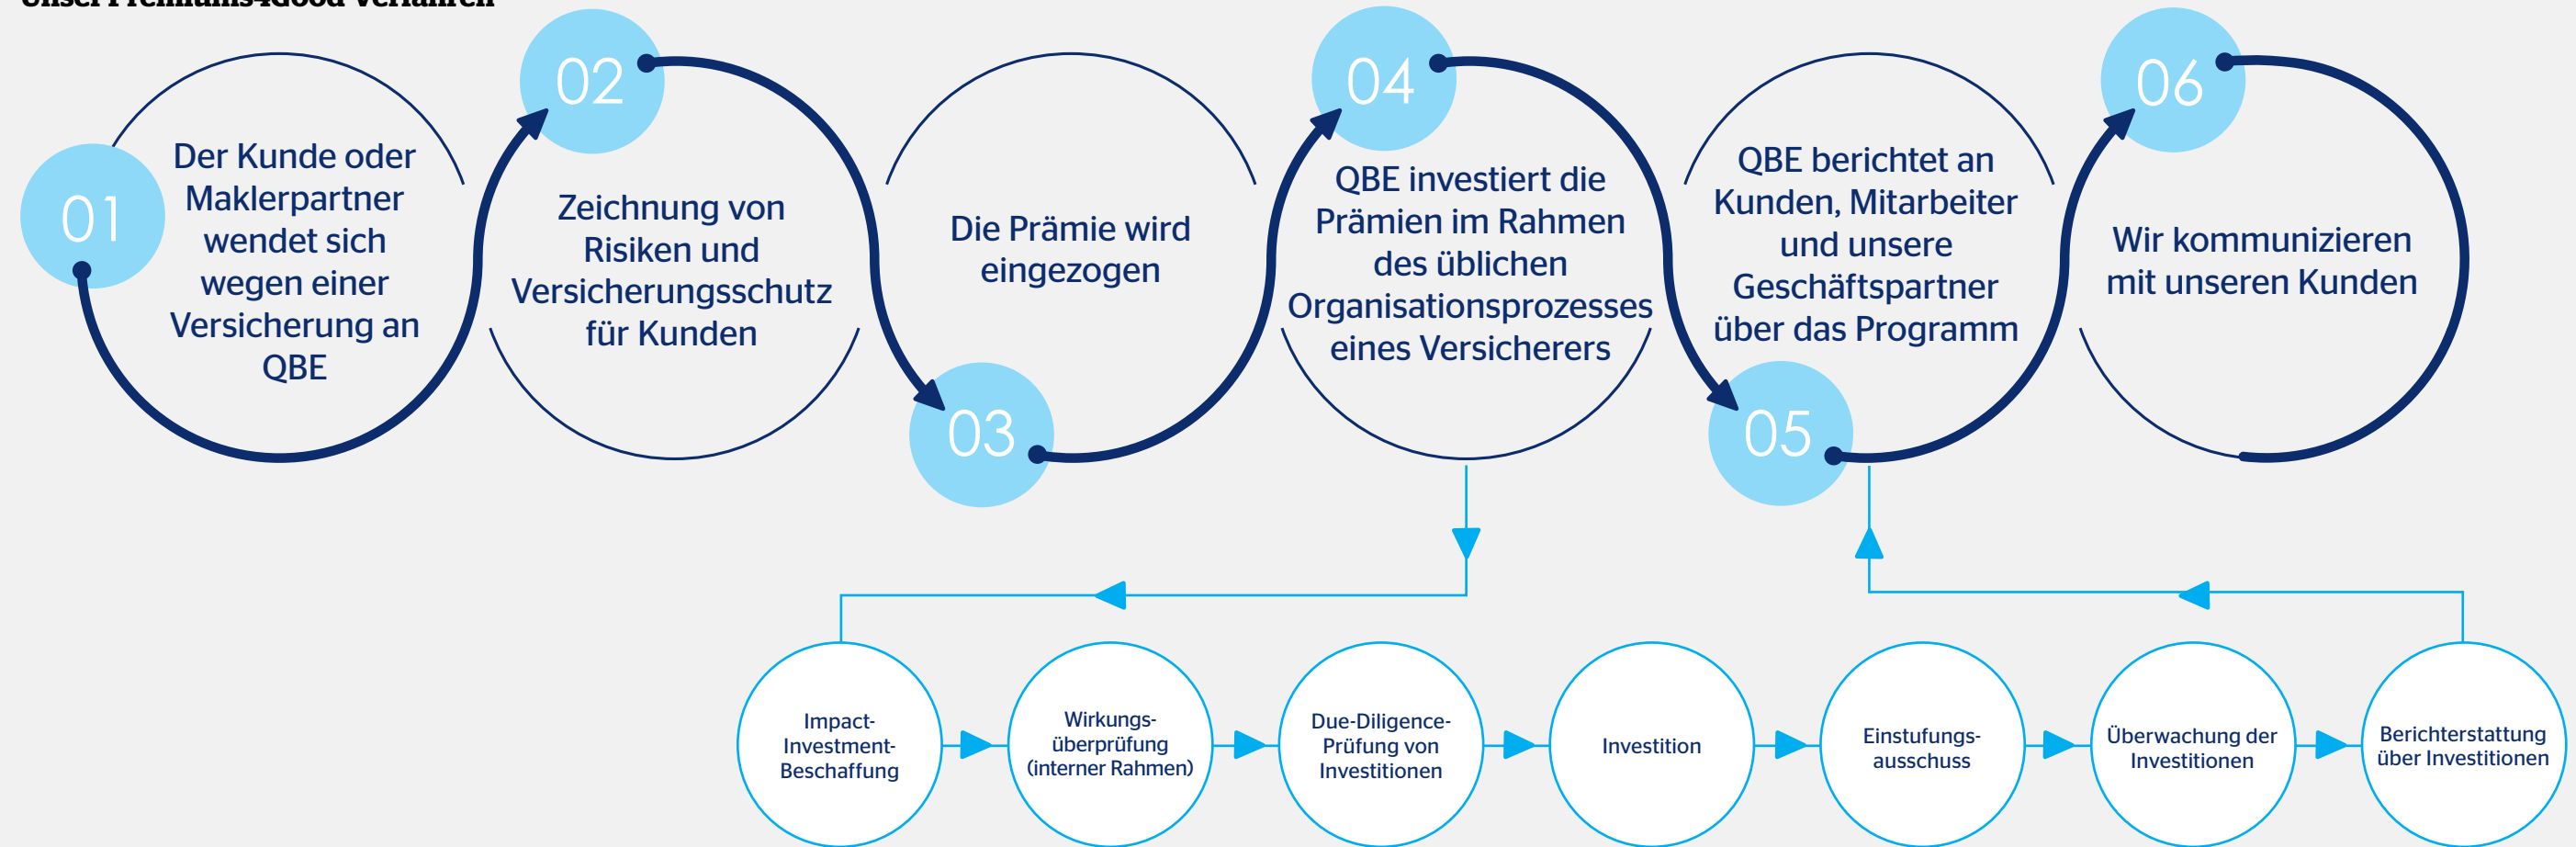 Unser Premiums4Good-Verfahren
01
Der Kunde oder
Maklerpartner
wendet sich
wegen einer
Versicherung an
QBE
02
Zeichnung von
Risiken und
Versicherungsschutz
für Kunden
03
Die Prämie wird
eingezogen
04
QBE investiert die
Prämien im Rahmen
des üblichen
Organisationsprozesses
eines Versicherers
05
QBE berichtet an
Kunden, Mitarbeiter
und unsere
Geschäftspartner
über das Programm
06
Wir kommunizieren
mit unseren Kunden
Impact-
Investment-
Beschaffung
Wirkungs-
überprüfung
(interner Rahmen)
Due-Diligence-
Prüfung von
Investitionen
Investition
Einstufungs-
ausschuss
Überwachung der
Investitionen
Berichterstattung
über Investitionen